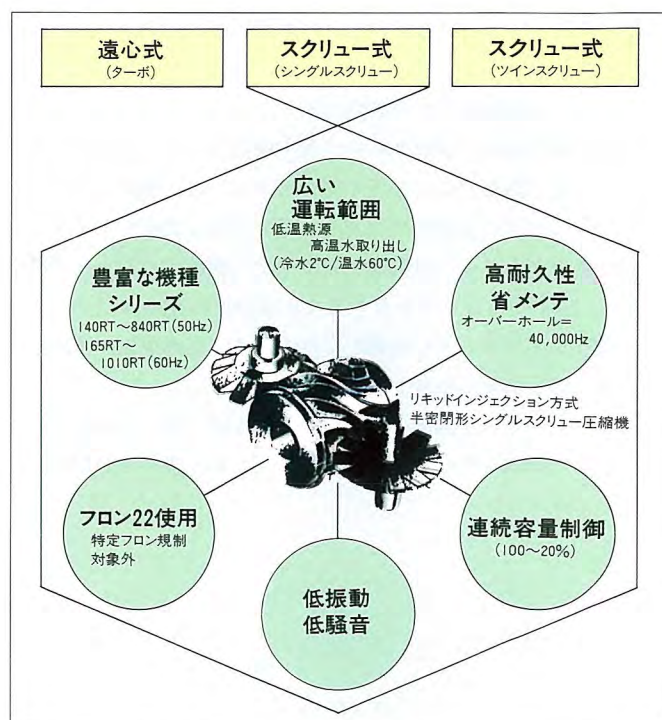 遠心式
(ターボ)
スクリュー式
(シングルスクリュー)
スクリュー式
(ツインスクリュー)
広い
運転範囲
低温熱源
高温水取り出し
(冷水2℃/温水60℃)
豊富な機種
シリーズ
140RT〜840RT(50Hz)
165RT〜
1010RT(60Hz)
高耐久性
省メンテ
オーバーホール=
40,000Hz
リキッドインジェクション方式
半密閉形シングルスクリュー圧縮機
フロン22使用
特定フロン規制
対象外
低振動
低騒音
連続容量制御
(100〜20%)